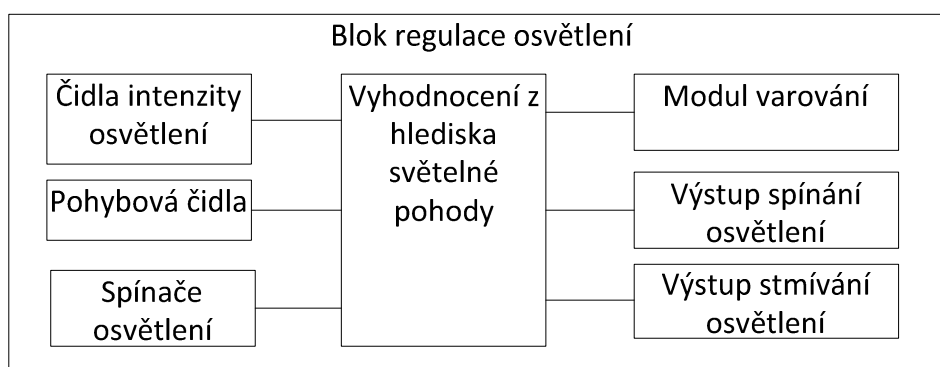 Blok regulace osvětlení
Čidla intenzity
osvětlení
Pohybová čidla
Spínače
osvětlení
Vyhodnocení z
hlediska
světelné
pohody
Modul varování
Výstup spínání
osvětlení
Výstup stmívání
osvětlení